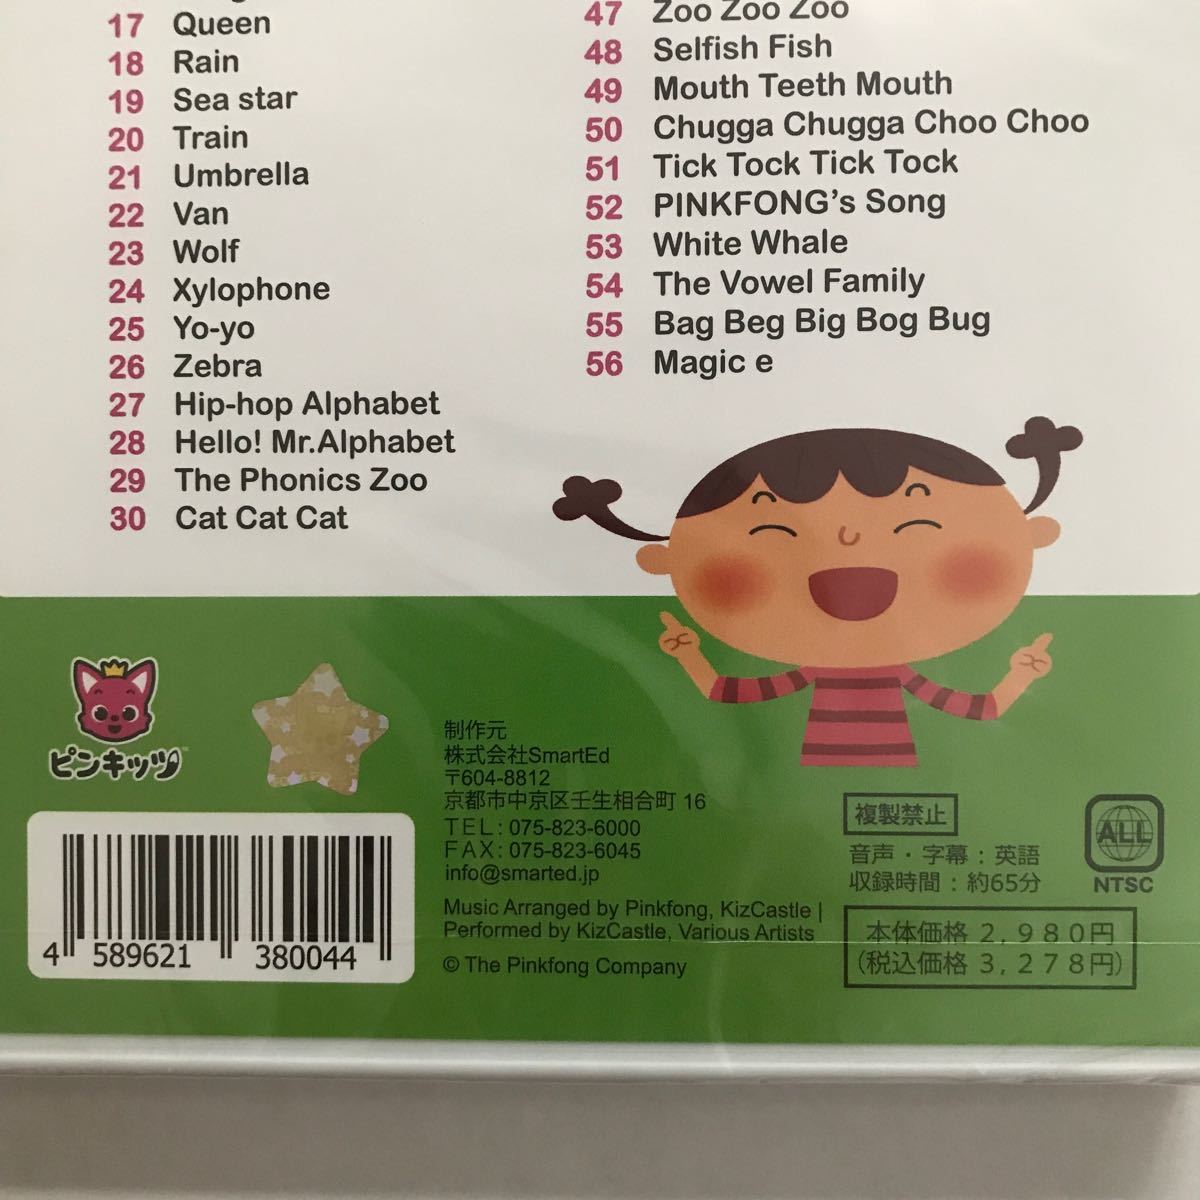 17 Queen
18 Rain
19 Sea star
20 Train
21 Umbrella
22 Van
23 Wolf
24 Xylophone
25 Yo-yo
26 Zebra
27 Hip-hop Alphabet
28 Hello! Mr.Alphabet
29 The Phonics Zoo
30 Cat Cat Cat
47 Zoo Zoo Zoo
48 Selfish Fish
49 Mouth Teeth Mouth
50 Chugga Chugga Choo Choo
51 Tick Tock Tick Tock
52 PINKFONG's Song
53 White Whale
54 The Vowel Family
55 Bag Beg Big Bog Bug
56 Magic e
ピンキッツ™
4 589621 380044
制作元
株式会社SmartEd
〒604-8812
京都市中京区壬生相合町 16
TEL: 075-823-6000
FAX: 075-823-6045
info@smarted.jp
Music Arranged by Pinkfong, KizCastle |
Performed by KizCastle, Various Artists
© The Pinkfong Company
複製禁止
音声・字幕：英語
収録時間：約65分
ALL
NTSC
本体価格 2,980円
(税込価格 3,278円)